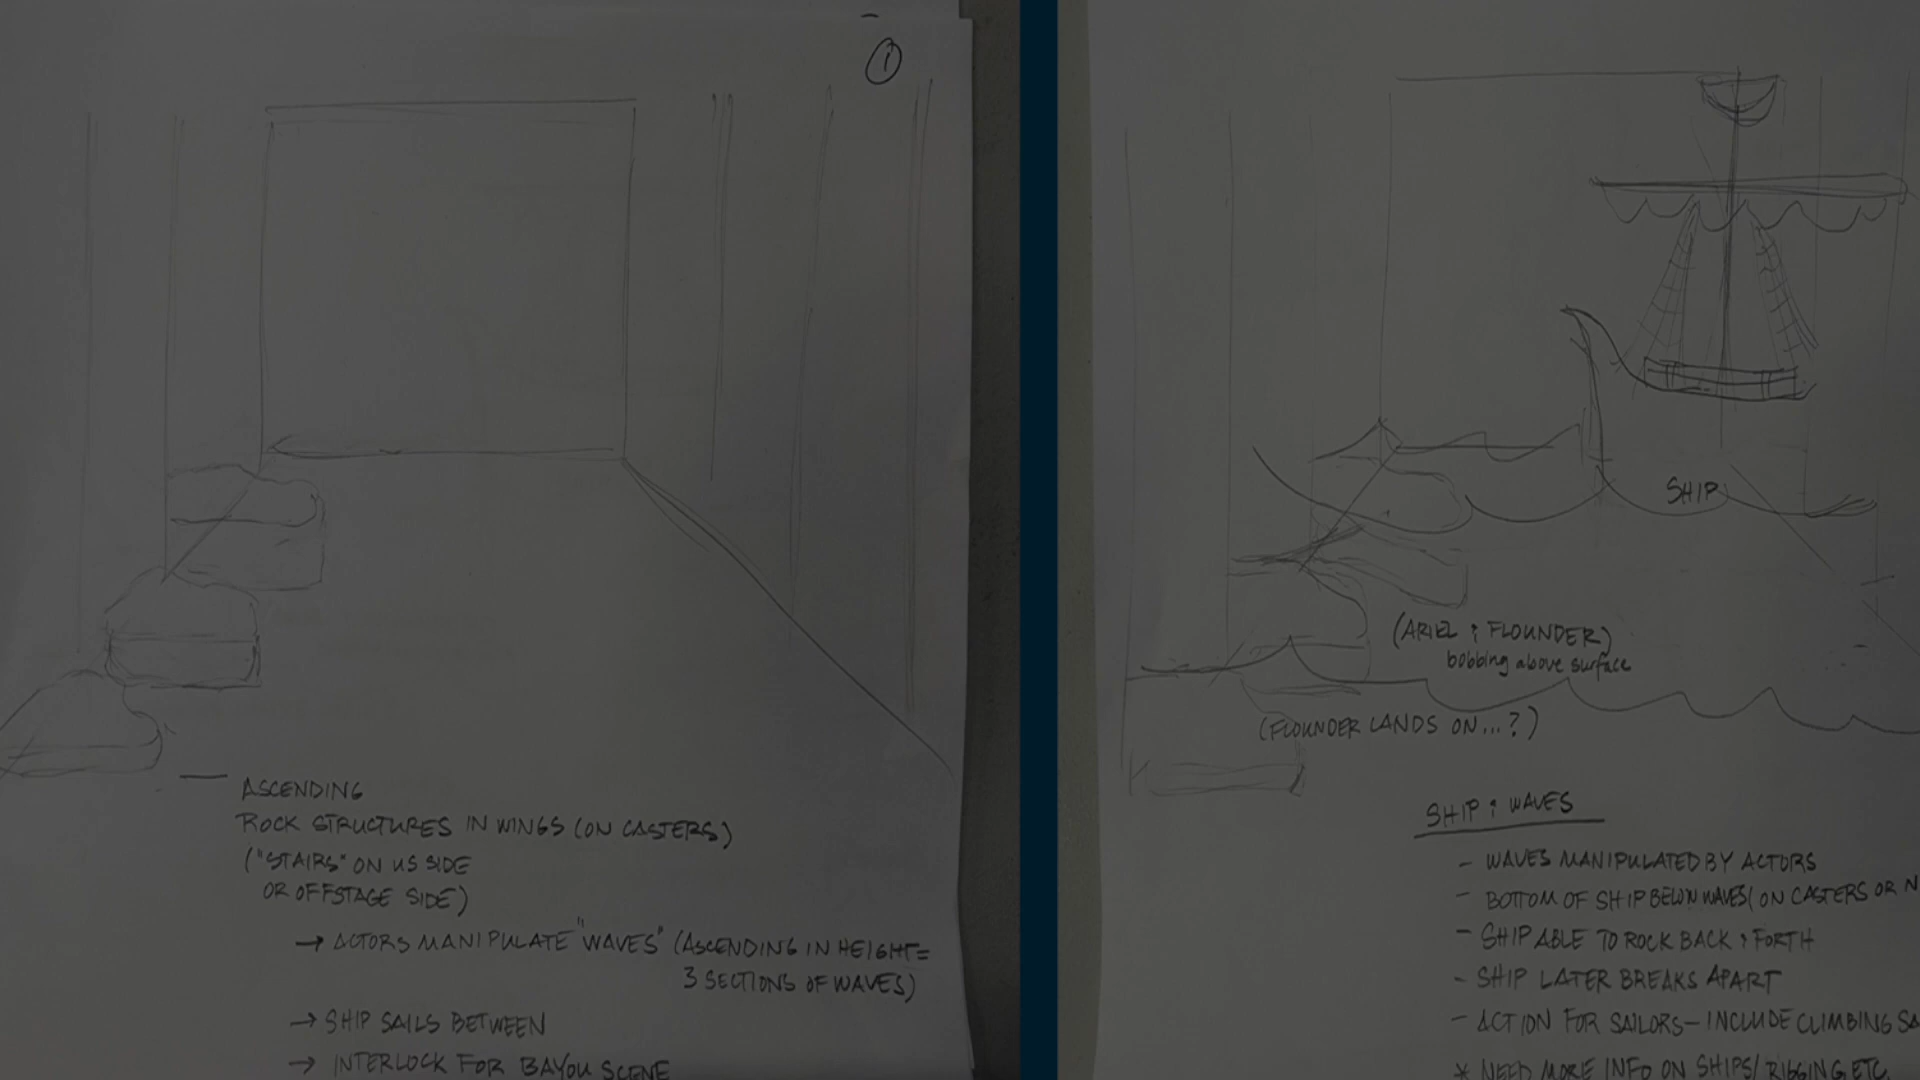 1
ASCENDING
ROCK STRUCTURES IN WINGS (ON CASTERS)
("STAIRS" ON US SIDE
OR OFFSTAGE SIDE)
→ ACTORS MANIPULATE "WAVES" (ASCENDING IN HEIGHT=
3 SECTIONS OF WAVES)
→ SHIP SAILS BETWEEN
→ INTERLOCK FOR BAYOU SCENE
SHIP
(ARIEL & FLOUNDER)
bobbing above surface
(FLOUNDER LANDS ON...?)
SHIP & WAVES
- WAVES MANIPULATED BY ACTORS
- BOTTOM OF SHIP BELOW WAVES (ON CASTERS OR N
- SHIP ABLE TO ROCK BACK & FORTH
- SHIP LATER BREAKS APART
- ACTION FOR SAILORS - INCLUDE CLIMBING SA
* NEED MORE INFO ON SHIPS/RIGGING, ETC.